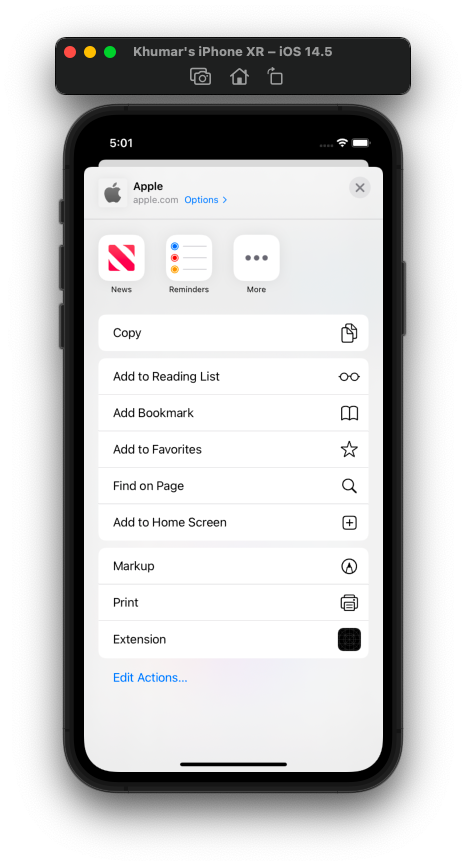 Khumar's iPhone XR – iOS 14.5
5:01
Apple
apple.com Options >
News
Reminders
More
Copy
Add to Reading List
Add Bookmark
Add to Favorites
Find on Page
Add to Home Screen
Markup
Print
Extension
Edit Actions...